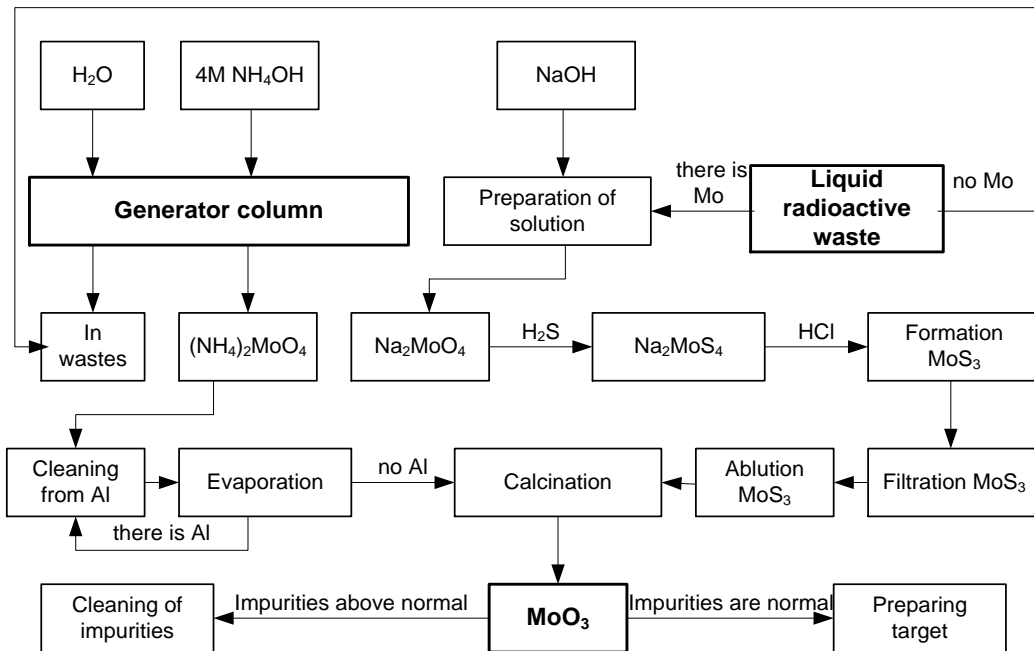 H₂O
4M NH₄OH
NaOH
Generator column
Preparation of
solution
there is
Mo
Liquid
radioactive
waste
no Mo
In
wastes
(NH₄)₂MoO₄
Na₂MoO₄
H₂S
Na₂MoS₄
HCl
Formation
MoS₃
Cleaning
from Al
Evaporation
no Al
Calcination
Ablution
MoS₃
Filtration MoS₃
there is Al
Cleaning of
impurities
Impurities above normal
MoO₃
Impurities are normal
Preparing
target